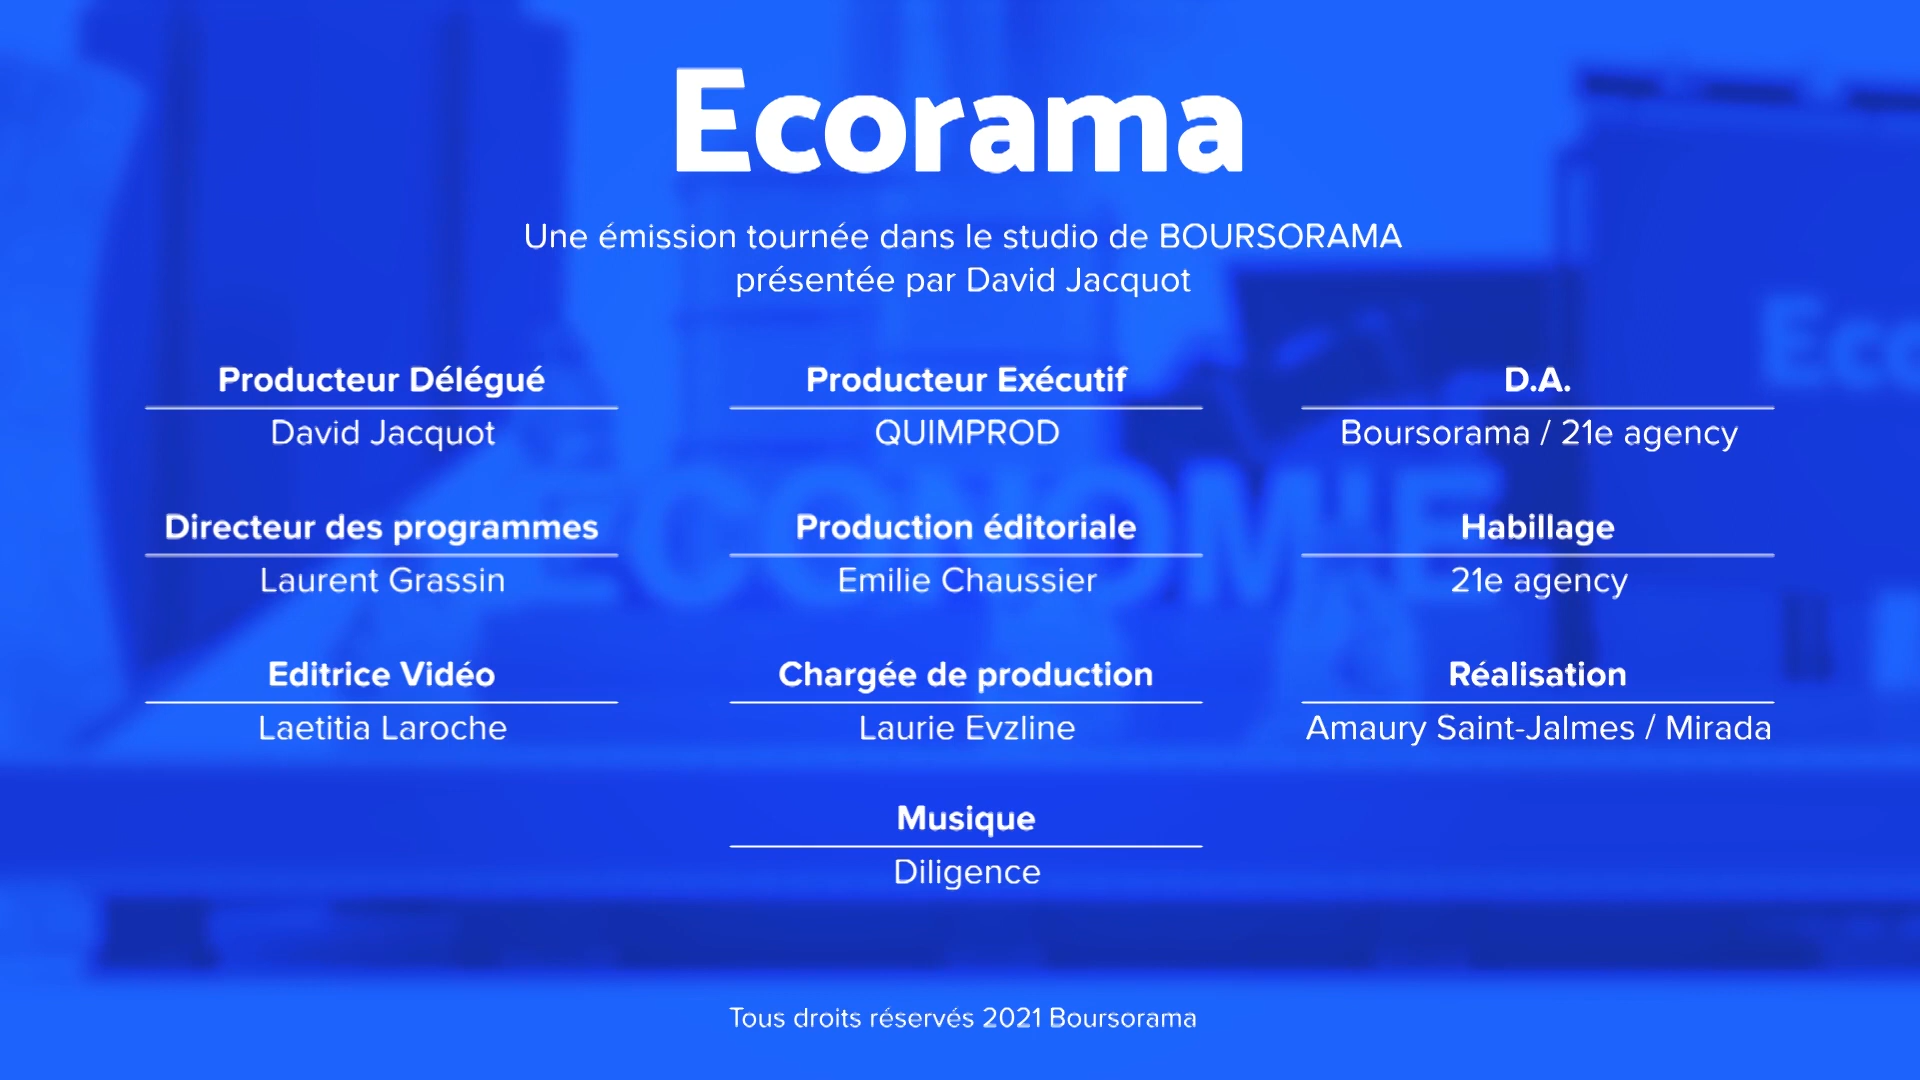 Ecorama
Une émission tournée dans le studio de BOURSORAMA
présentée par David Jacquot
Producteur Délégué
David Jacquot
Producteur Exécutif
QUIMPROD
D.A.
Boursorama / 21e agency
Directeur des programmes
Laurent Grassin
Production éditoriale
Emilie Chaussier
Habillage
21e agency
Editrice Vidéo
Laetitia Laroche
Chargée de production
Laurie Evzline
Réalisation
Amaury Saint-Jalmes / Mirada
Musique
Diligence
Tous droits réservés 2021 Boursorama
ECONOMIE
Eco